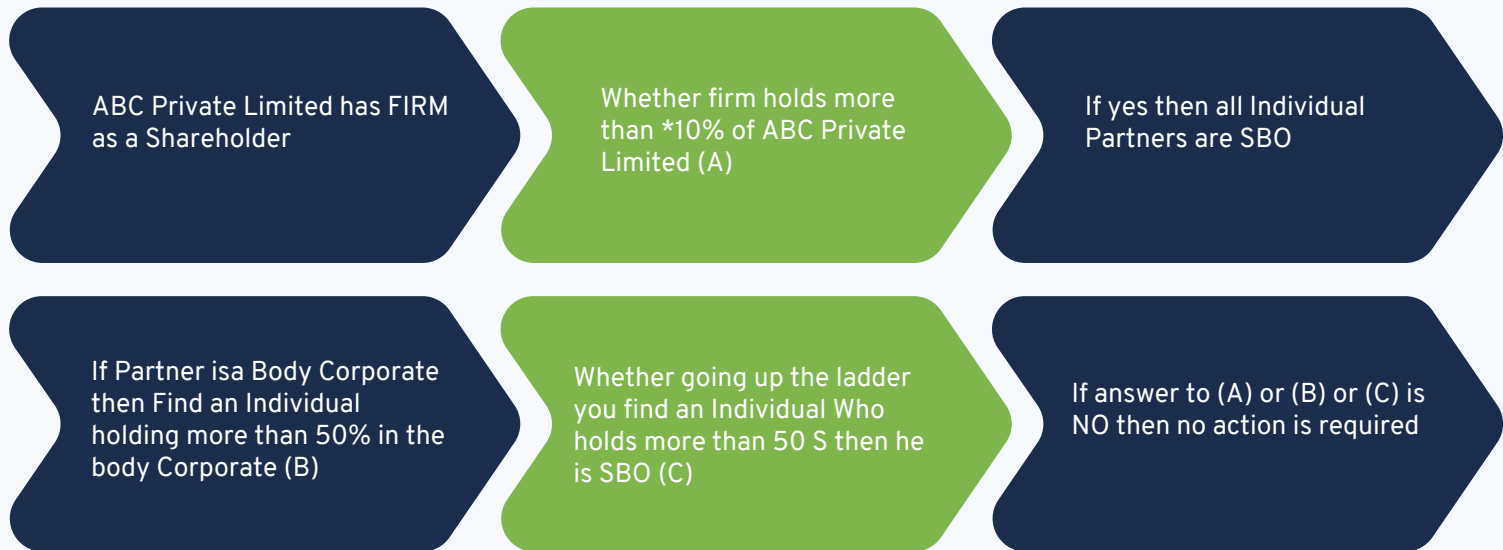 ABC Private Limited has FIRM
as a Shareholder
Whether firm holds more
than *10% of ABC Private
Limited (A)
If yes then all Individual
Partners are SBO
If Partner isa Body Corporate
then Find an Individual
holding more than 50% in the
body Corporate (B)
Whether going up the ladder
you find an Individual Who
holds more than 50 S then he
is SBO (C)
If answer to (A) or (B) or (C) is
NO then no action is required